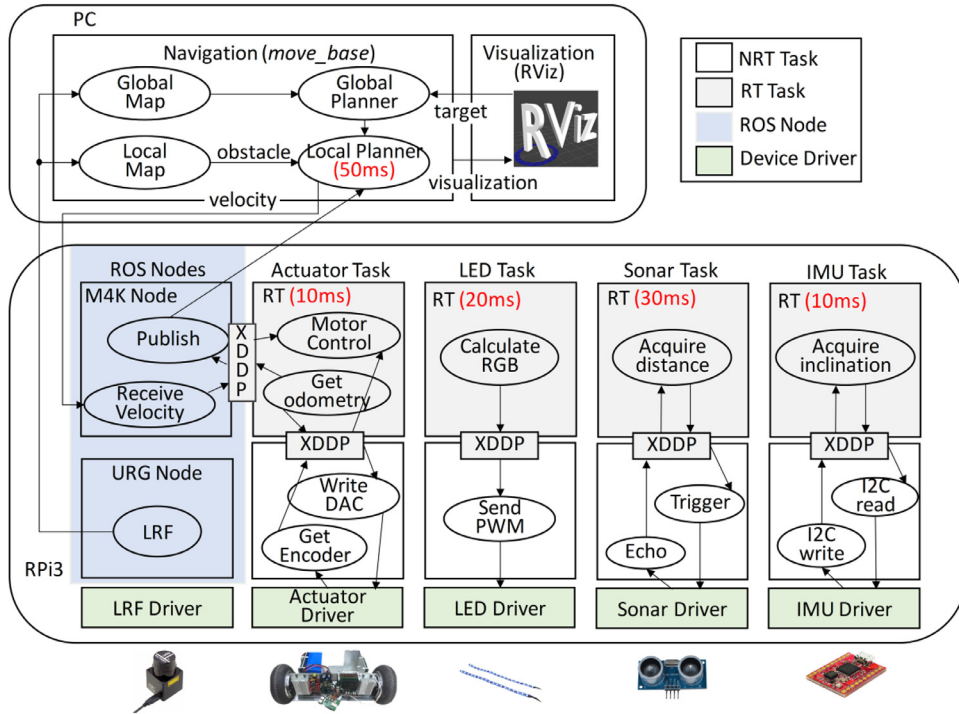 PC
Navigation (move_base)
Global
Map
Global
Planner
Local
Map
obstacle
Local Planner
(50ms)
velocity
target
visualization
Visualization
(RViz)
RViz
NRT Task
RT Task
ROS Node
Device Driver
RPi3
ROS Nodes
M4K Node
Publish
Receive
Velocity
X
D
D
P
URG Node
LRF
LRF Driver
Actuator Task
RT (10ms)
Motor
Control
Get
odometry
XDDP
Write
DAC
Get
Encoder
Actuator
Driver
LED Task
RT (20ms)
Calculate
RGB
XDDP
Send
PWM
LED Driver
Sonar Task
RT (30ms)
Acquire
distance
XDDP
Trigger
Echo
Sonar Driver
IMU Task
RT (10ms)
Acquire
inclination
XDDP
I2C
read
I2C
write
IMU Driver